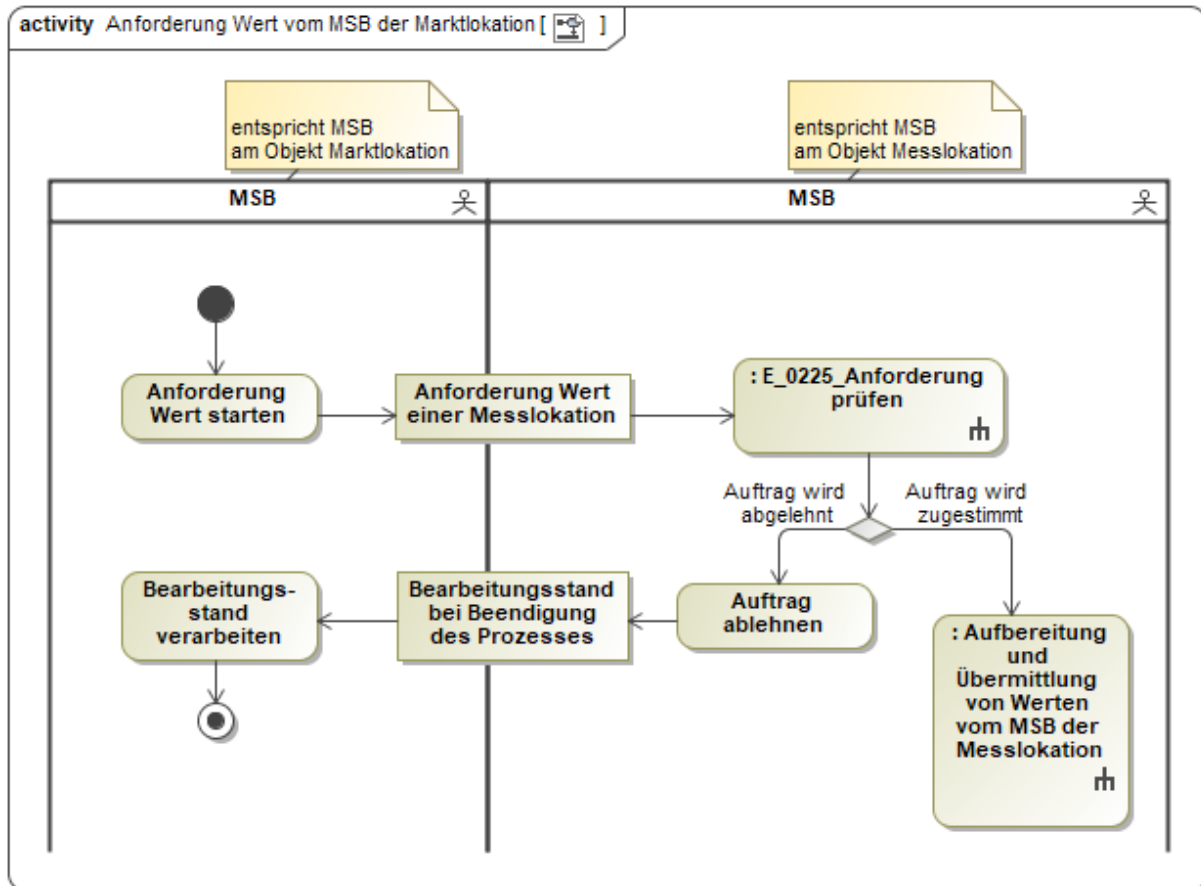 activity Anforderung Wert vom MSB der Marktlokation [ ]
entspricht MSB
am Objekt Marktlokation
entspricht MSB
am Objekt Messlokation
MSB
MSB
Anforderung
Wert starten
Anforderung Wert
einer Messlokation
: E_0225_Anforderung
prüfen
Auftrag wird
abgelehnt
Auftrag wird
zugestimmt
Bearbeitungs-
stand
verarbeiten
Bearbeitungsstand
bei Beendigung
des Prozesses
Auftrag
ablehnen
: Aufbereitung
und
Übermittlung
von Werten
vom MSB der
Messlokation